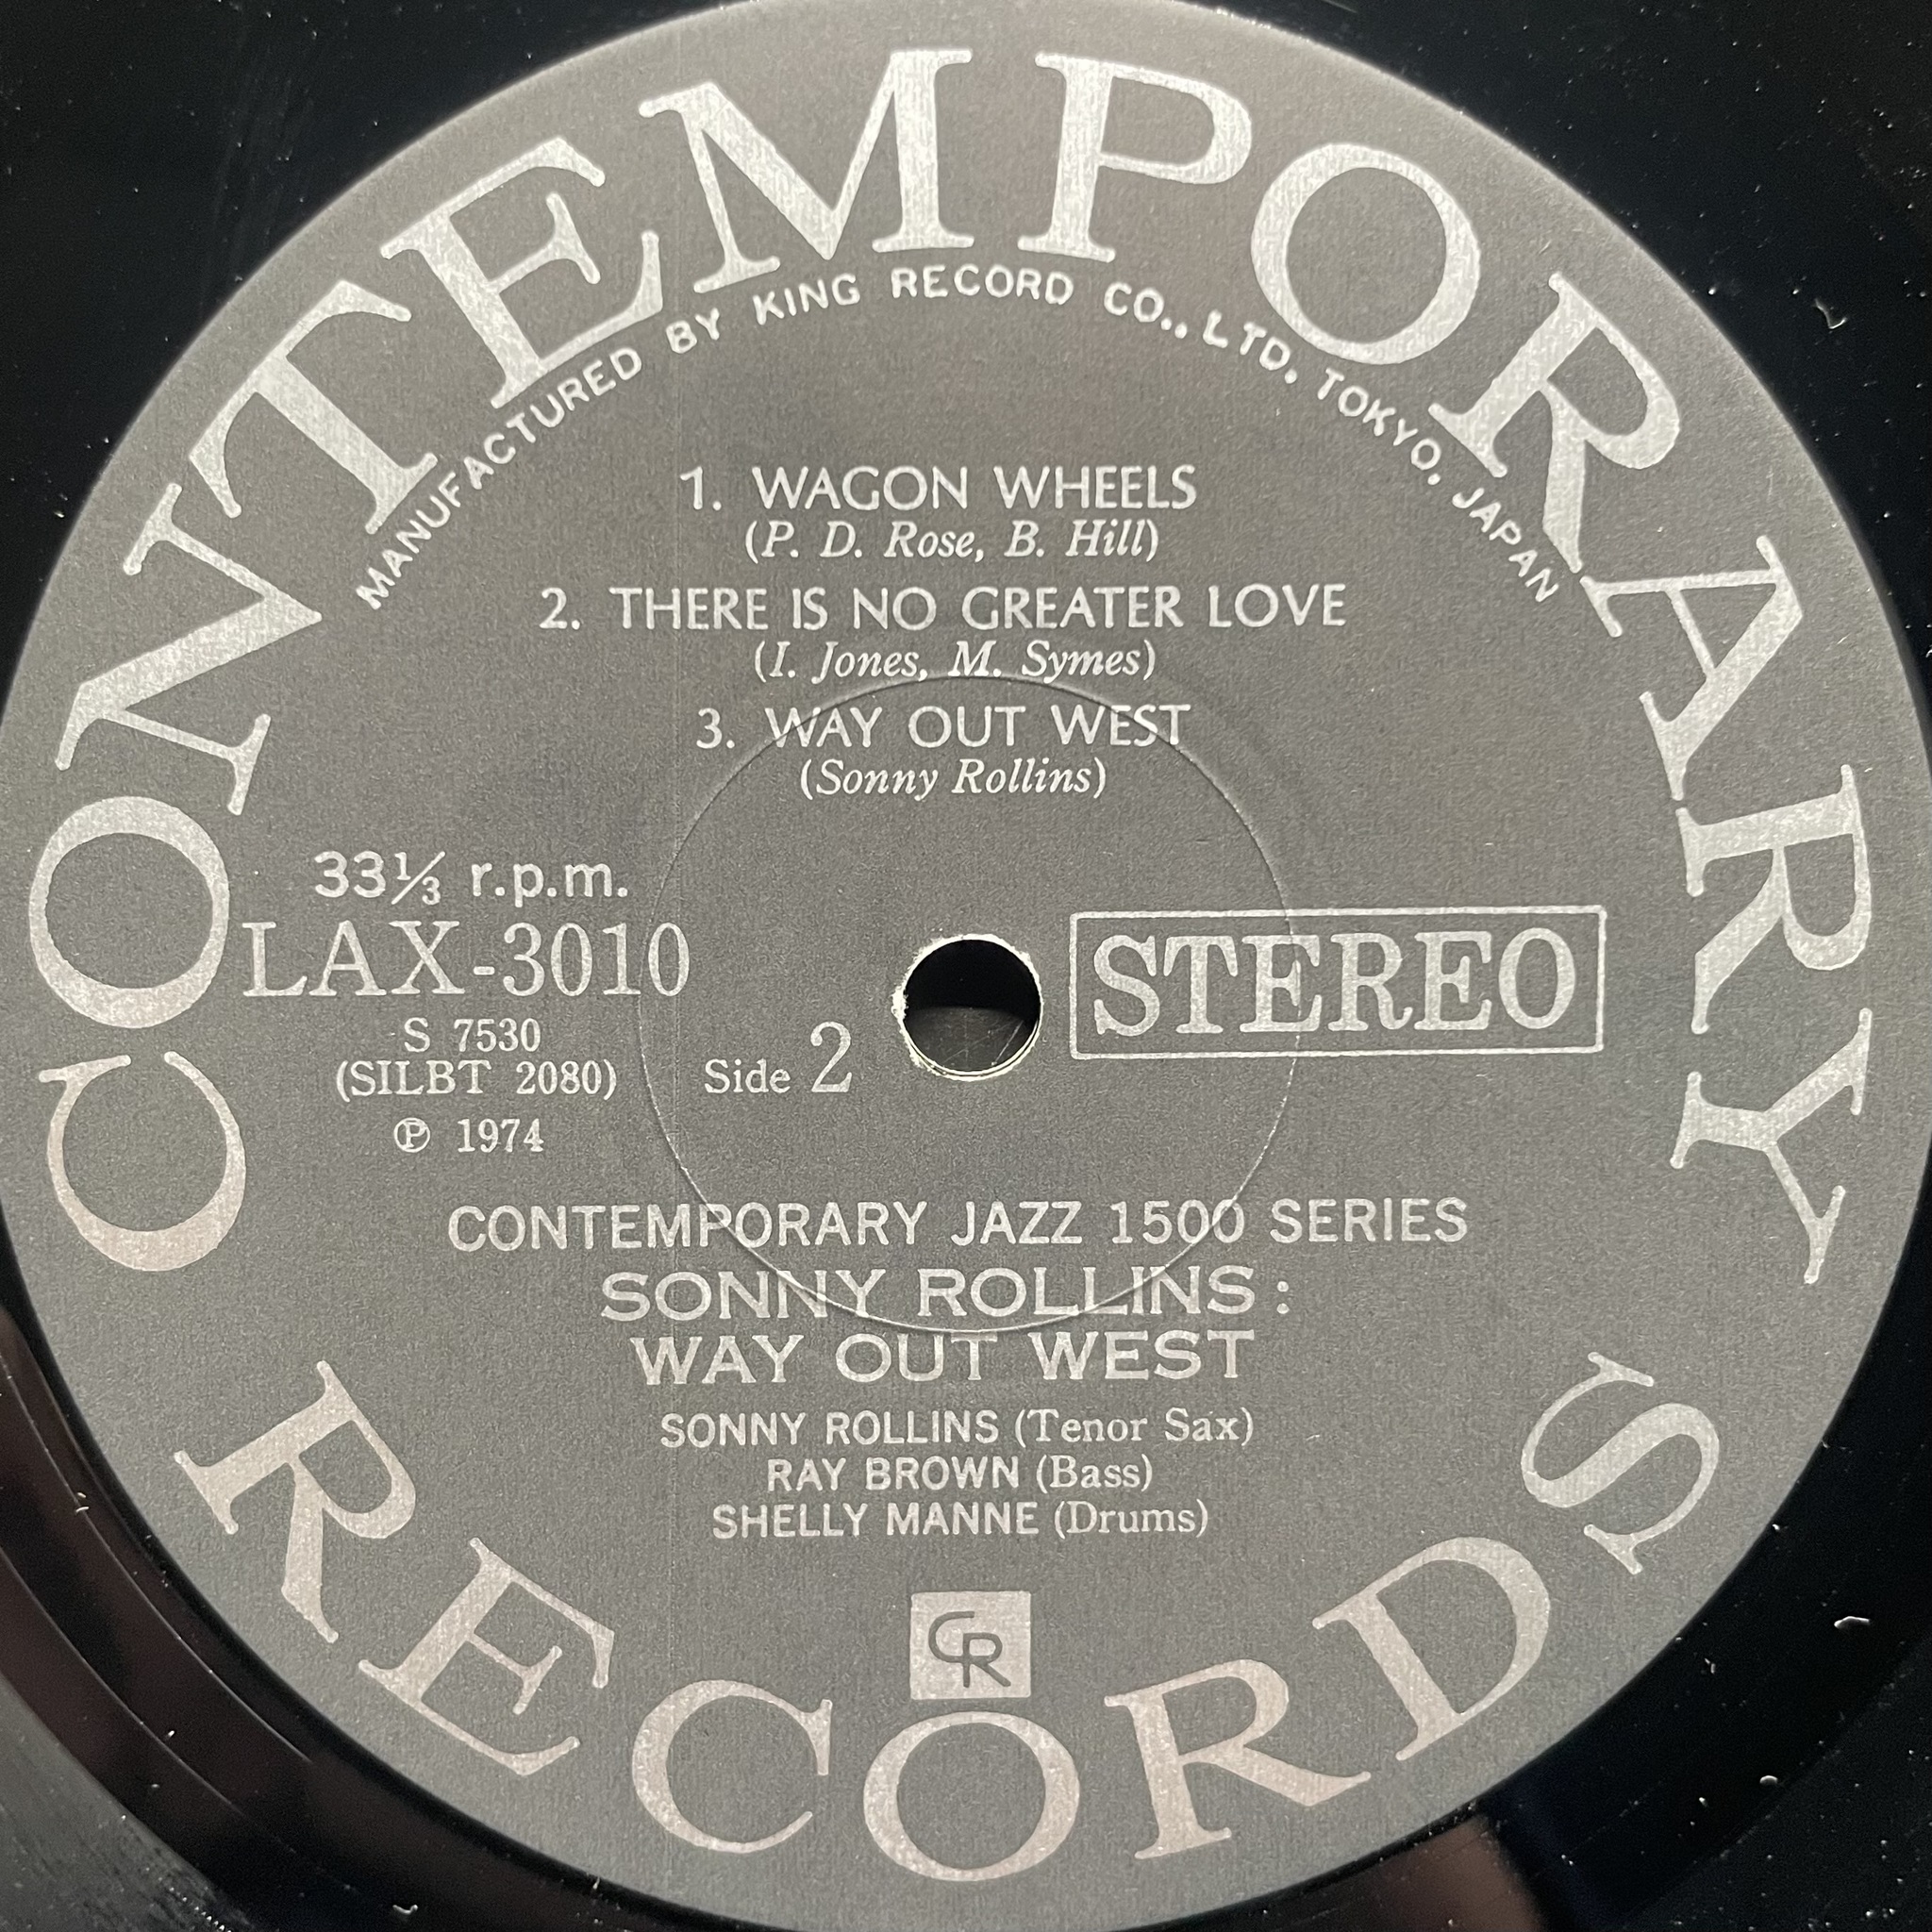 CONTEMPORARY
MANUFACTURED BY KING RECORD CO., LTD. TOKYO, JAPAN
1. WAGON WHEELS
(P. D. Rose, B. Hill)
2. THERE IS NO GREATER LOVE
(I. Jones, M. Symes)
3. WAY OUT WEST
(Sonny Rollins)
33⅓ r.p.m.
LAX-3010
S 7530
(SILBT 2080)
℗ 1974
Side 2
STEREO
CONTEMPORARY JAZZ 1500 SERIES
SONNY ROLLINS:
WAY OUT WEST
SONNY ROLLINS (Tenor Sax)
RAY BROWN (Bass)
SHELLY MANNE (Drums)
CR
RECORDS